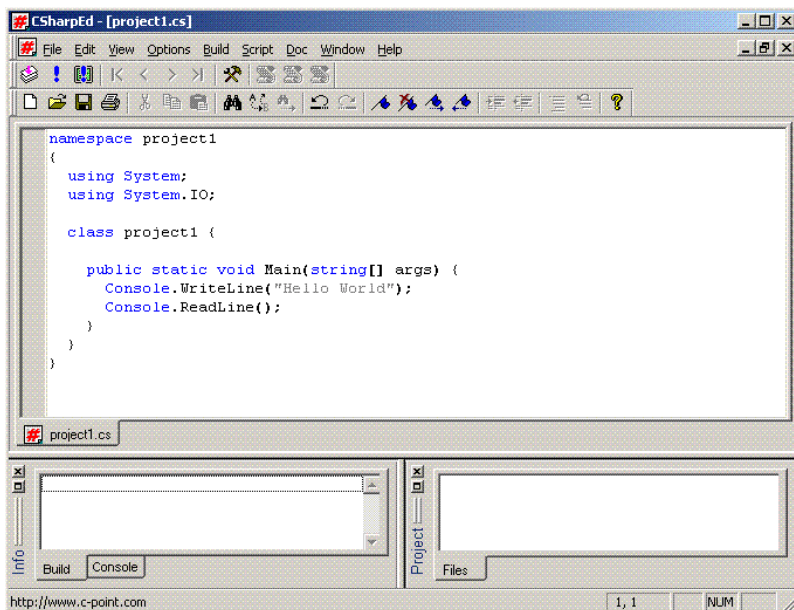 CSharpEd - [project1.cs]
File Edit View Options Build Script Doc Window Help
namespace project1
{
using System;
using System.IO;
class project1 {
public static void Main(string[] args) {
Console.WriteLine("Hello World");
Console.ReadLine();
}
}
}
project1.cs
Info
Build Console
Project
Files
http://www.c-point.com 1, 1 NUM